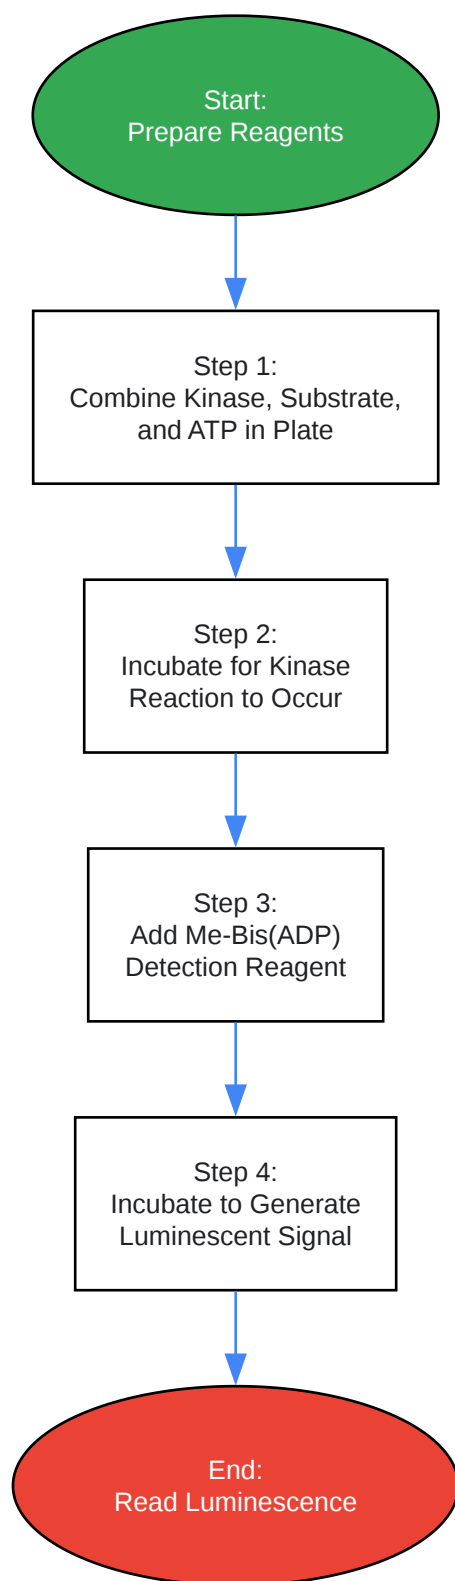 Start:
Prepare Reagents
Step 1:
Combine Kinase, Substrate,
and ATP in Plate
Step 2:
Incubate for Kinase
Reaction to Occur
Step 3:
Add Me-Bis(ADP)
Detection Reagent
Step 4:
Incubate to Generate
Luminescent Signal
End:
Read Luminescence